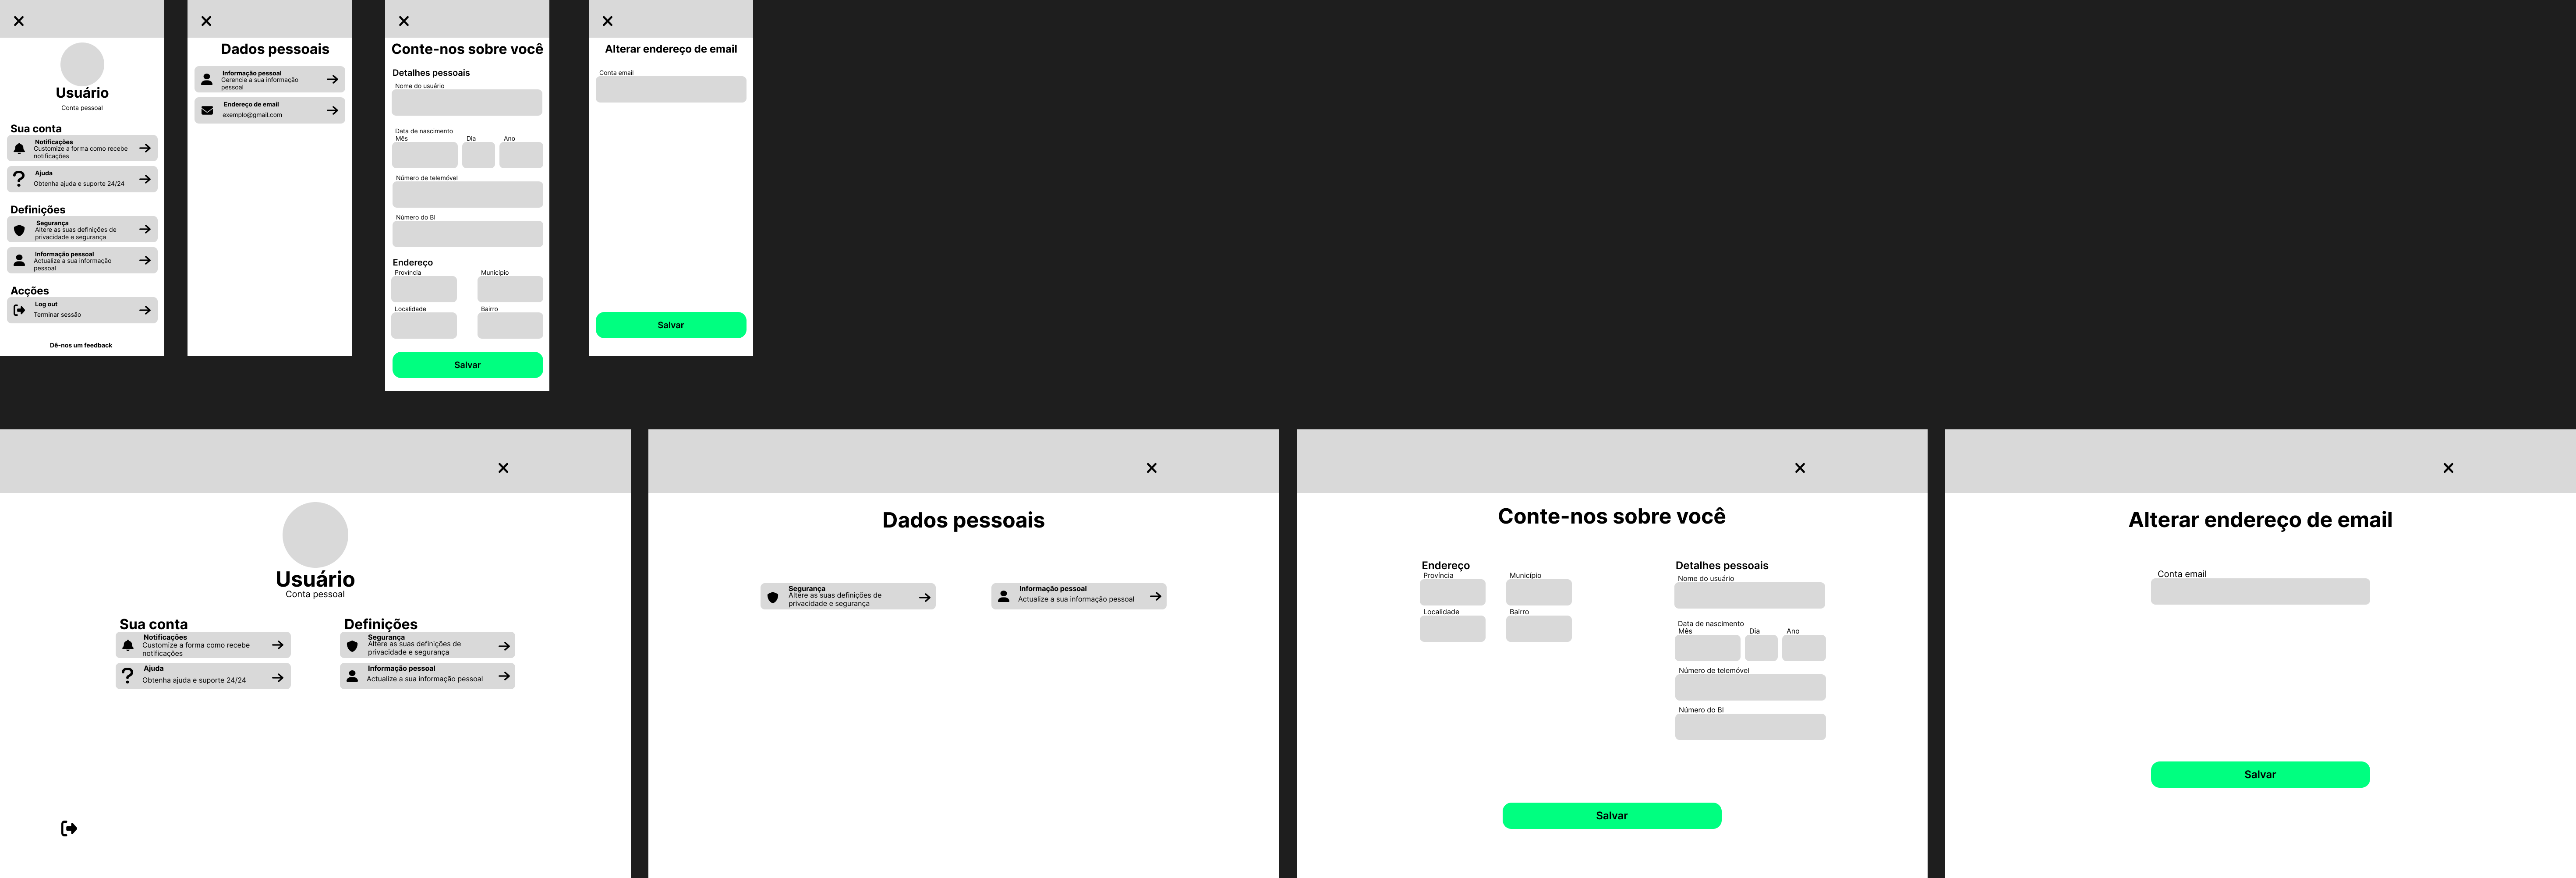 Usuário
Conta pessoal
Sua conta
Notificações
Customize a forma como recebe
notificações
Ajuda
Obtenha ajuda e suporte 24/24
Definições
Segurança
Altere as suas definições de
privacidade e segurança
Informação pessoal
Actualize a sua informação
pessoal
Acções
Log out
Terminar sessão
Dê-nos um feedback
Dados pessoais
Informação pessoal
Gerencie a sua informação
pessoal
Endereço de email
exemplo@gmail.com
Conte-nos sobre você
Detalhes pessoais
Nome do usuário
Data de nascimento
Mês Dia Ano
Número de telemóvel
Número do BI
Endereço
Província Município
Localidade Bairro
Salvar
Alterar endereço de email
Conta email
Salvar
Usuário
Conta pessoal
Sua conta
Notificações
Customize a forma como recebe
notificações
Ajuda
Obtenha ajuda e suporte 24/24
Definições
Segurança
Altere as suas definições de
privacidade e segurança
Informação pessoal
Actualize a sua informação pessoal
Dados pessoais
Segurança
Altere as suas definições de
privacidade e segurança
Informação pessoal
Actualize a sua informação pessoal
Conte-nos sobre você
Endereço
Província Município
Localidade Bairro
Detalhes pessoais
Nome do usuário
Data de nascimento
Mês Dia Ano
Número de telemóvel
Número do BI
Salvar
Alterar endereço de email
Conta email
Salvar